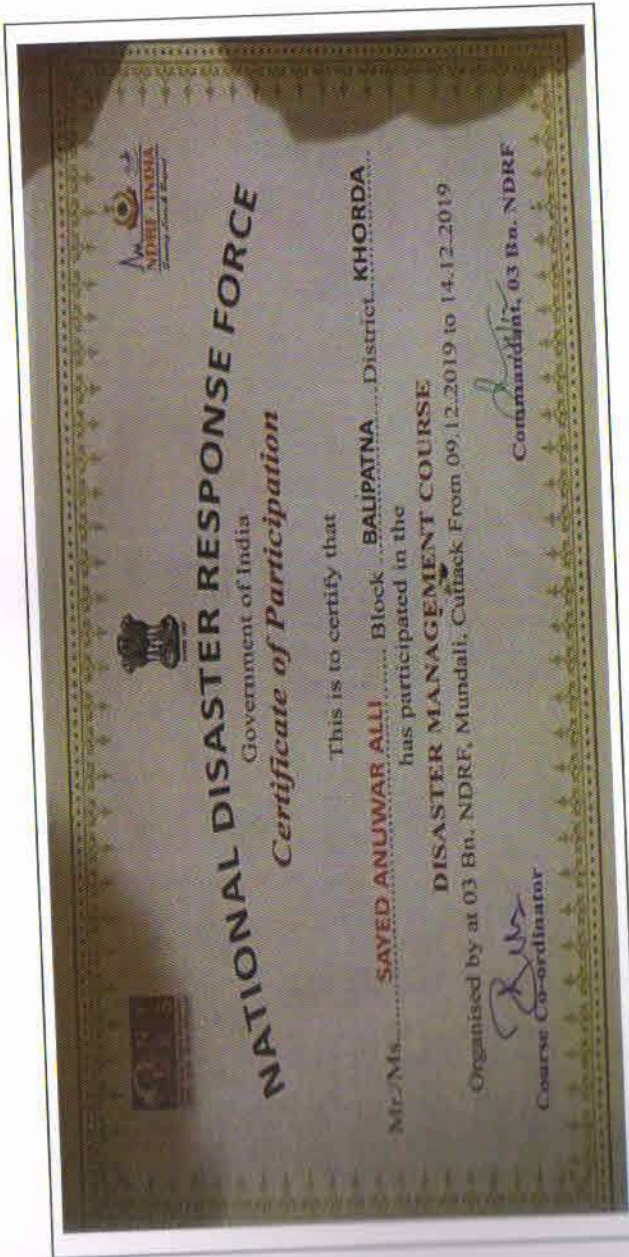 NDRF - INDIA
NATIONAL DISASTER RESPONSE FORCE
Government of India
Certificate of Participation
This is to certify that
Mr./Ms. SAYED ANUWAR ALLI Block BALIPATNA District KHORDA
has participated in the
DISASTER MANAGEMENT COURSE
Organised by at 03 Bn. NDRF, Mundali, Cuttack From 09.12.2019 to 14.12.2019
Course Co-ordinator
Commandant, 03 Bn. NDRF